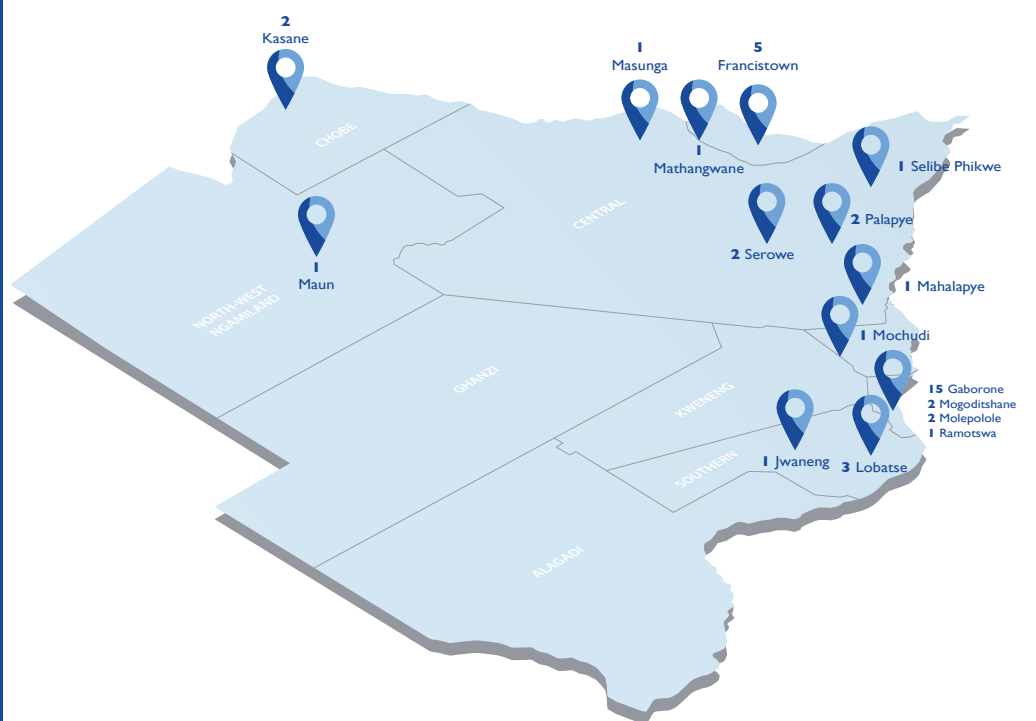 2
Kasane
1
Masunga
5
Francistown
CHOBE
1
Mathangwane
1 Selibe Phikwe
CENTRAL
2 Palapye
2 Serowe
1
Maun
1 Mahalapye
NORTH-WEST
NGAMILAND
1 Mochudi
GHANZI
KWENENG
15 Gaborone
2 Mogoditshane
2 Molepolole
1 Ramotswa
SOUTHERN
1 Jwaneng
3 Lobatse
ALAGADI